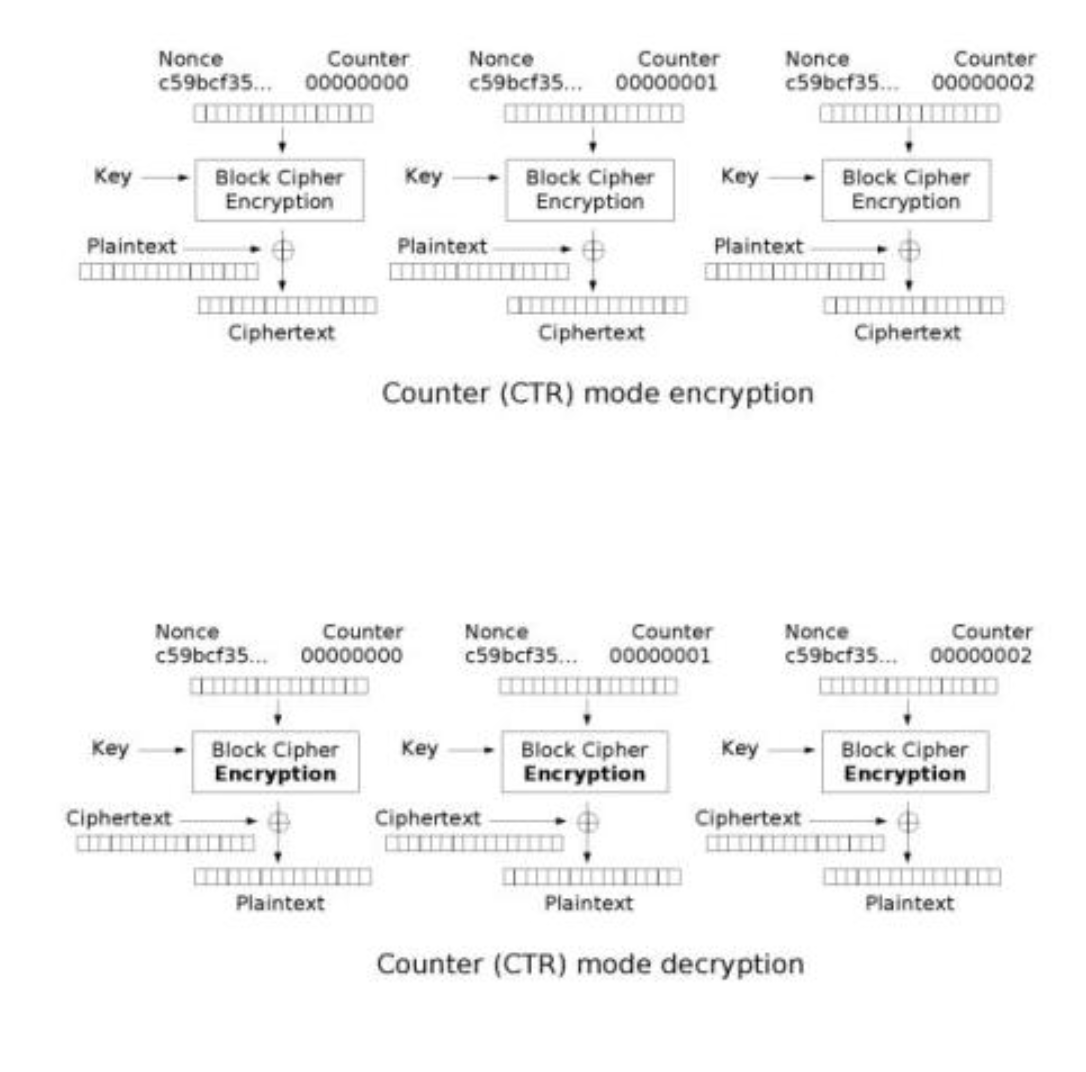 Nonce Counter Nonce Counter Nonce Counter
c59bcf35... 00000000 c59bcf35... 00000001 c59bcf35... 00000002
Key Block Cipher Key Block Cipher Key Block Cipher
Encryption Encryption Encryption
Plaintext Plaintext Plaintext
Ciphertext Ciphertext Ciphertext
Counter (CTR) mode encryption
Nonce Counter Nonce Counter Nonce Counter
c59bcf35... 00000000 c59bcf35... 00000001 c59bcf35... 00000002
Key Block Cipher Key Block Cipher Key Block Cipher
Encryption Encryption Encryption
Ciphertext Ciphertext Ciphertext
Plaintext Plaintext Plaintext
Counter (CTR) mode decryption